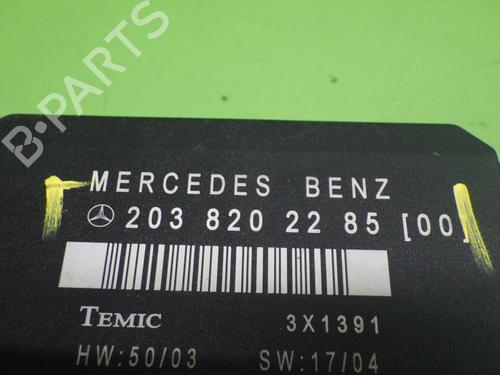 B-PARTS
MERCEDES BENZ
203 820 22 85 [00]
TEMIC 3X1391
HW:50/03 SW:17/04